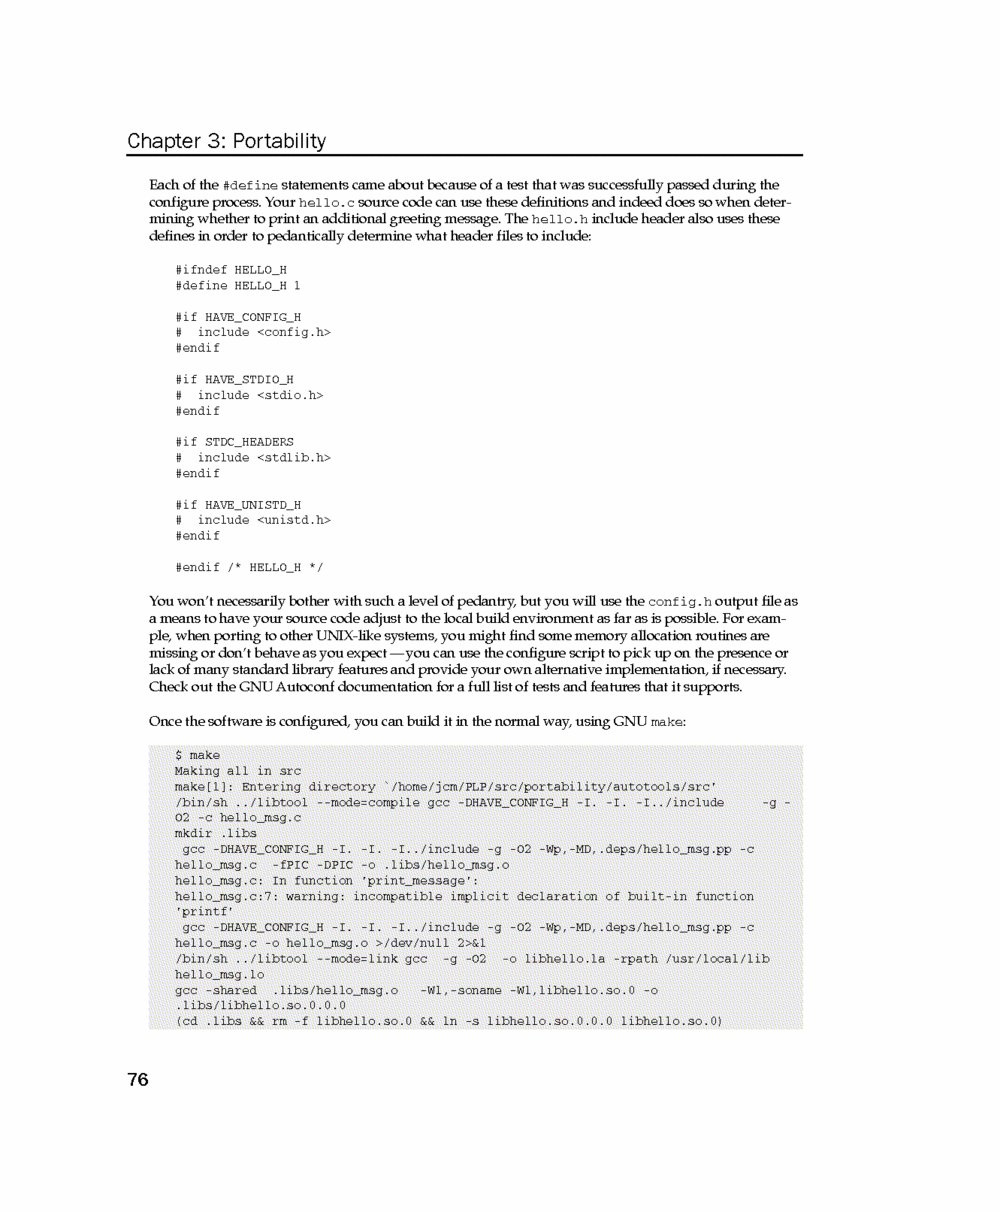 Chapter 3: Portability
Each of the #define statements came about because of a test that was successfully passed during the
configure process. Your hello.c source code can use these definitions and indeed does so when deter-
mining whether to print an additional greeting message. The hello.h include header also uses these
defines in order to pedantically determine what header files to include:
#ifndef HELLO_H
#define HELLO_H 1
#if HAVE_CONFIG_H
#  include <config.h>
#endif
#if HAVE_STDIO_H
#  include <stdio.h>
#endif
#if STDC_HEADERS
#  include <stdlib.h>
#endif
#if HAVE_UNISTD_H
#  include <unistd.h>
#endif
#endif /* HELLO_H */
You won't necessarily bother with such a level of pedantry, but you will use the config.h output file as
a means to have your source code adjust to the local build environment as far as is possible. For exam-
ple, when porting to other UNIX-like systems, you might find some memory allocation routines are
missing or don't behave as you expect — you can use the configure script to pick up on the presence or
lack of many standard library features and provide your own alternative implementation, if necessary.
Check out the GNU Autoconf documentation for a full list of tests and features that it supports.
Once the software is configured, you can build it in the normal way, using GNU make:
$ make
Making all in src
make[1]: Entering directory `/home/jcm/PLP/src/portability/autotools/src'
/bin/sh ../libtool --mode=compile gcc -DHAVE_CONFIG_H -I. -I. -I../include     -g -
O2 -c hello_msg.c
mkdir .libs
 gcc -DHAVE_CONFIG_H -I. -I. -I../include -g -O2 -Wp,-MD,.deps/hello_msg.pp -c
hello_msg.c  -fPIC -DPIC -o .libs/hello_msg.o
hello_msg.c: In function 'print_message':
hello_msg.c:7: warning: incompatible implicit declaration of built-in function
'printf'
 gcc -DHAVE_CONFIG_H -I. -I. -I../include -g -O2 -Wp,-MD,.deps/hello_msg.pp -c
hello_msg.c -o hello_msg.o >/dev/null 2>&1
/bin/sh ../libtool --mode=link gcc  -g -O2  -o libhello.la -rpath /usr/local/lib
hello_msg.lo
gcc -shared  .libs/hello_msg.o   -Wl,-soname -Wl,libhello.so.0 -o
.libs/libhello.so.0.0.0
(cd .libs && rm -f libhello.so.0 && ln -s libhello.so.0.0.0 libhello.so.0)
76